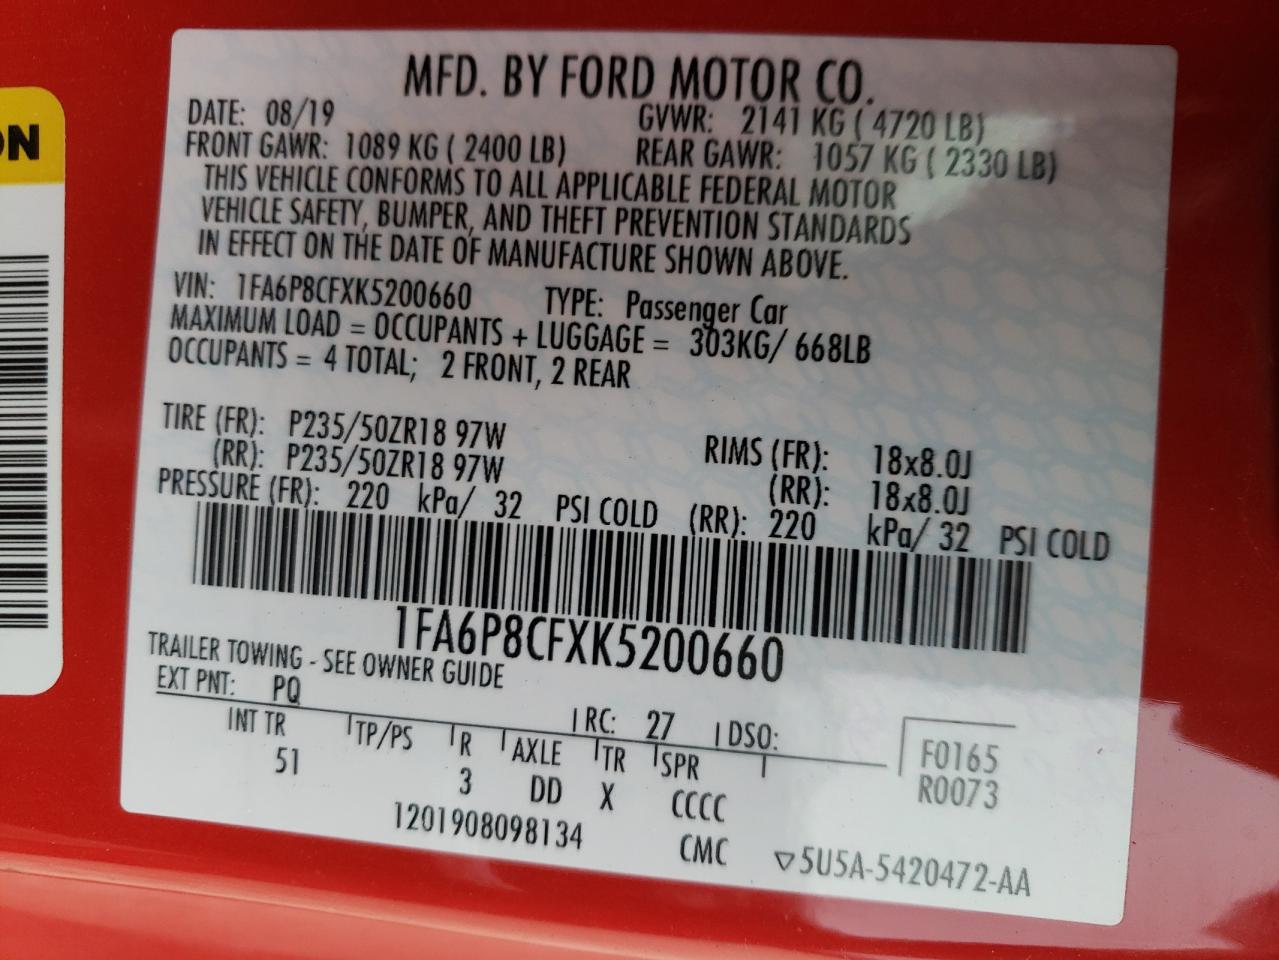 MFD. BY FORD MOTOR CO.
DATE: 08/19 GVWR: 2141 KG ( 4720 LB)
FRONT GAWR: 1089 KG ( 2400 LB) REAR GAWR: 1057 KG ( 2330 LB)
THIS VEHICLE CONFORMS TO ALL APPLICABLE FEDERAL MOTOR
VEHICLE SAFETY, BUMPER, AND THEFT PREVENTION STANDARDS
IN EFFECT ON THE DATE OF MANUFACTURE SHOWN ABOVE.
VIN: 1FA6P8CFXK5200660 TYPE: Passenger Car
MAXIMUM LOAD = OCCUPANTS + LUGGAGE = 303KG/ 668LB
OCCUPANTS = 4 TOTAL; 2 FRONT, 2 REAR
TIRE (FR): P235/50ZR18 97W RIMS (FR): 18x8.0J
(RR): P235/50ZR18 97W (RR): 18x8.0J
PRESSURE (FR): 220 kPa/ 32 PSI COLD (RR): 220 kPa/ 32 PSI COLD
1FA6P8CFXK5200660
TRAILER TOWING - SEE OWNER GUIDE
EXT PNT: PQ RC: 27 DSO:
INT TR TP/PS R AXLE TR SPR F0165
51 3 DD X CCCC R0073
1201908098134 CMC ▽5U5A-5420472-AA
ON